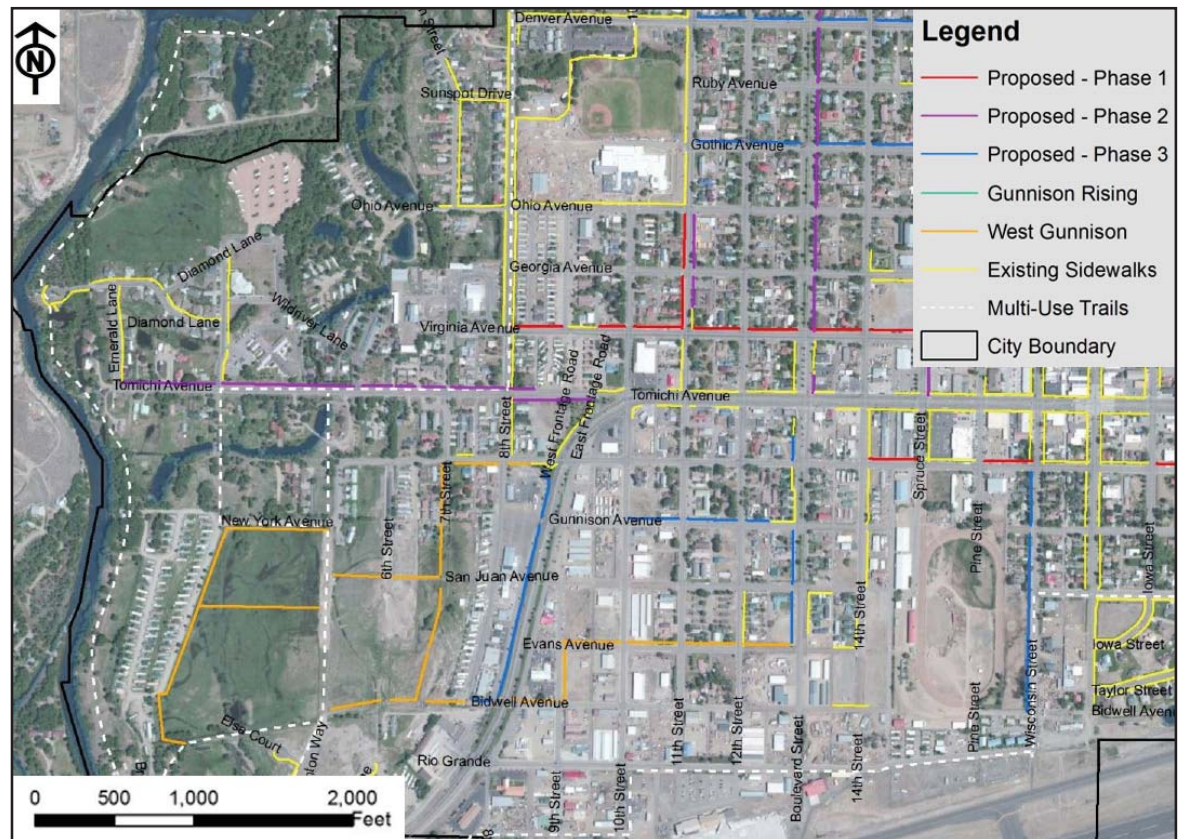 N
Legend
Proposed - Phase 1
Proposed - Phase 2
Proposed - Phase 3
Gunnison Rising
West Gunnison
Existing Sidewalks
Multi-Use Trails
City Boundary
Denver Avenue
Street
Sunspot Drive
Ruby Avenue
Gothic Avenue
Ohio Avenue
Ohio Avenue
Diamond Lane
Georgia Avenue
Emerald Lane
Diamond Lane
Wildriver Lane
Virginia Avenue
Tomichi Avenue
8th Street
West Frontage Road
East Frontage Road
Tomichi Avenue
Spruce Street
7th Street
New York Avenue
6th Street
Gunnison Avenue
Pine Street
San Juan Avenue
Iowa Street
Evans Avenue
14th Street
Iowa Street
Taylor Street
Bidwell Avenue
Bidwell Avenu
Elsa Court
Rio Grande
11th Street
12th Street
Boulevard Street
14th Street
Pine Street
Wisconsin Street
9th Street
10th Street
0 500 1,000 2,000
Feet